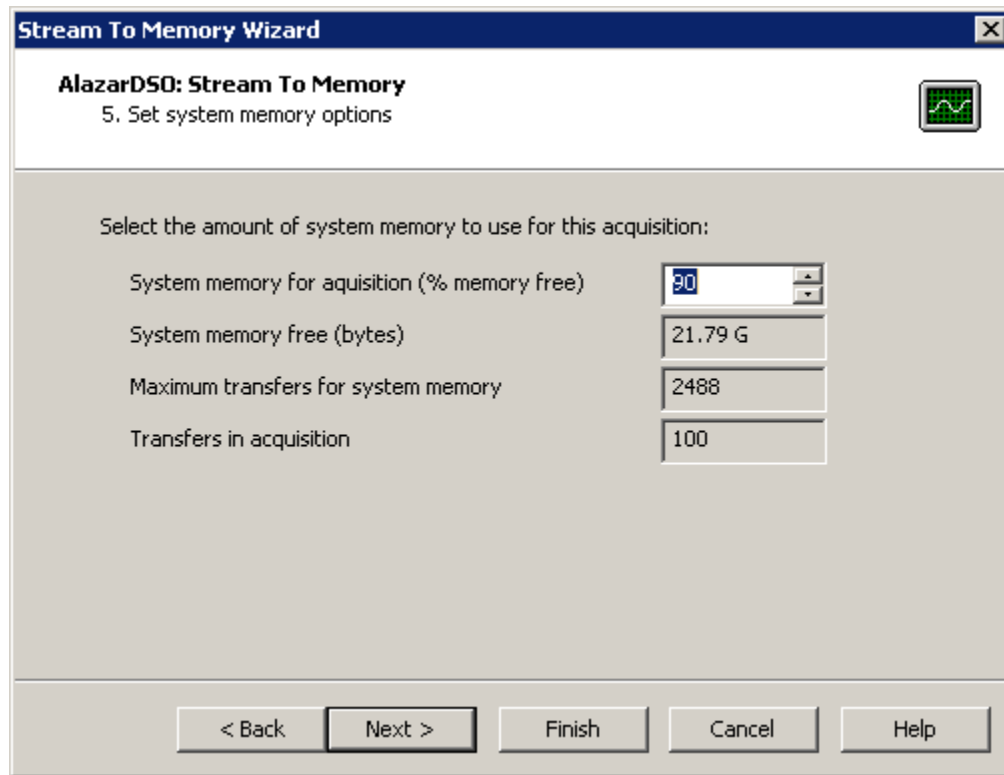 Stream To Memory Wizard
AlazarDSO: Stream To Memory
5. Set system memory options
Select the amount of system memory to use for this acquisition:
System memory for aquisition (% memory free) 90
System memory free (bytes) 21.79 G
Maximum transfers for system memory 2488
Transfers in acquisition 100
< Back Next > Finish Cancel Help